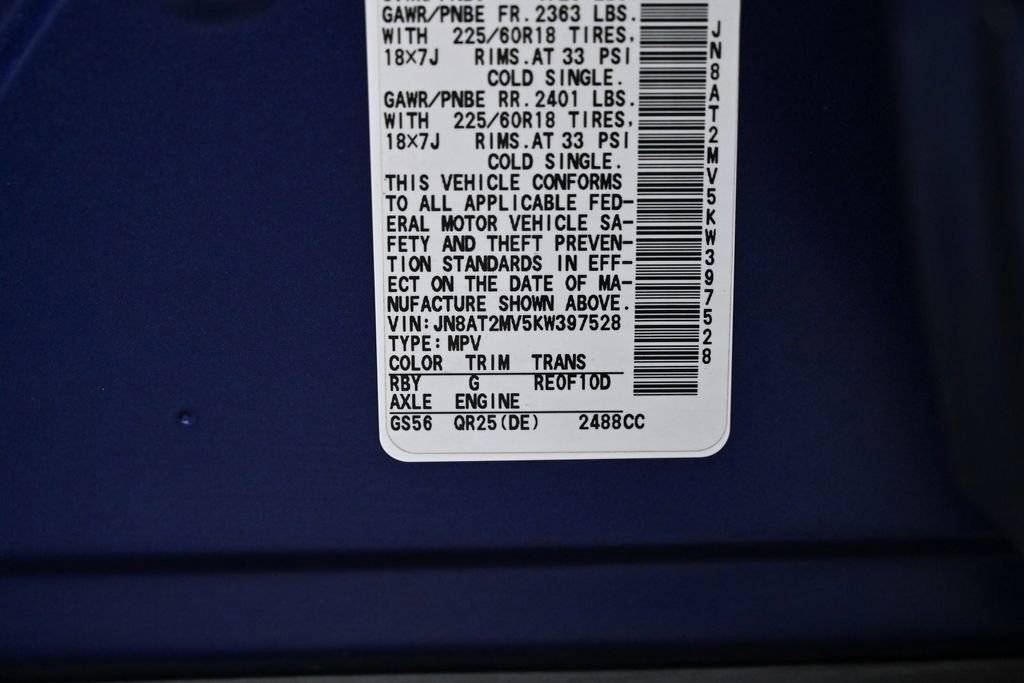 GAWR/PNBE FR. 2363 LBS.
WITH 225/60R18 TIRES,
18×7J RIMS. AT 33 PSI
COLD SINGLE.
GAWR/PNBE RR. 2401 LBS.
WITH 225/60R18 TIRES,
18×7J RIMS. AT 33 PSI
COLD SINGLE.
THIS VEHICLE CONFORMS
TO ALL APPLICABLE FED-
ERAL MOTOR VEHICLE SA-
FETY AND THEFT PREVEN-
TION STANDARDS IN EFF-
ECT ON THE DATE OF MA-
NUFACTURE SHOWN ABOVE.
VIN: JN8AT2MV5KW397528
TYPE: MPV
COLOR TRIM TRANS
RBY G RE0F10D
AXLE ENGINE
GS56 QR25(DE) 2488CC
JN8AT2MV5KW397528